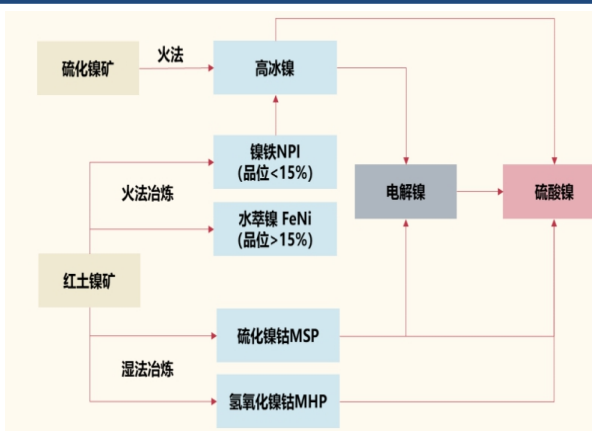 硫化镍矿
火法
高冰镍
镍铁NPI
(品位<15%)
火法冶炼
水萃镍 FeNi
(品位>15%)
电解镍
硫酸镍
红土镍矿
硫化镍钴MSP
湿法冶炼
氢氧化镍钴MHP